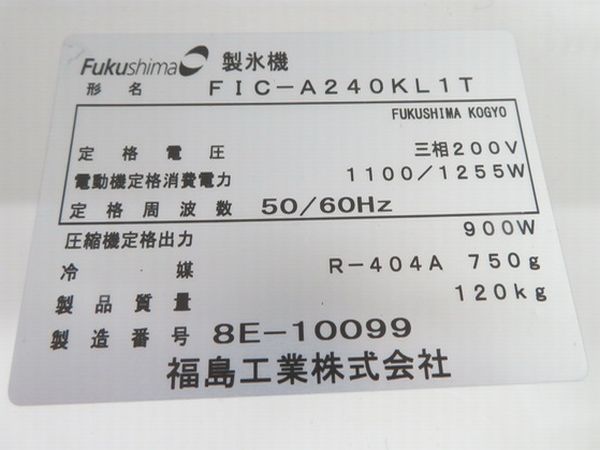 Fukushima 製氷機
形名 FIC-A240KL1T
FUKUSHIMA KOGYO
定格電圧 三相200V
電動機定格消費電力 1100/1255W
定格周波数 50/60Hz
圧縮機定格出力 900W
冷媒 R-404A 750g
製品質量 120kg
製造番号 8E-10099
福島工業株式会社